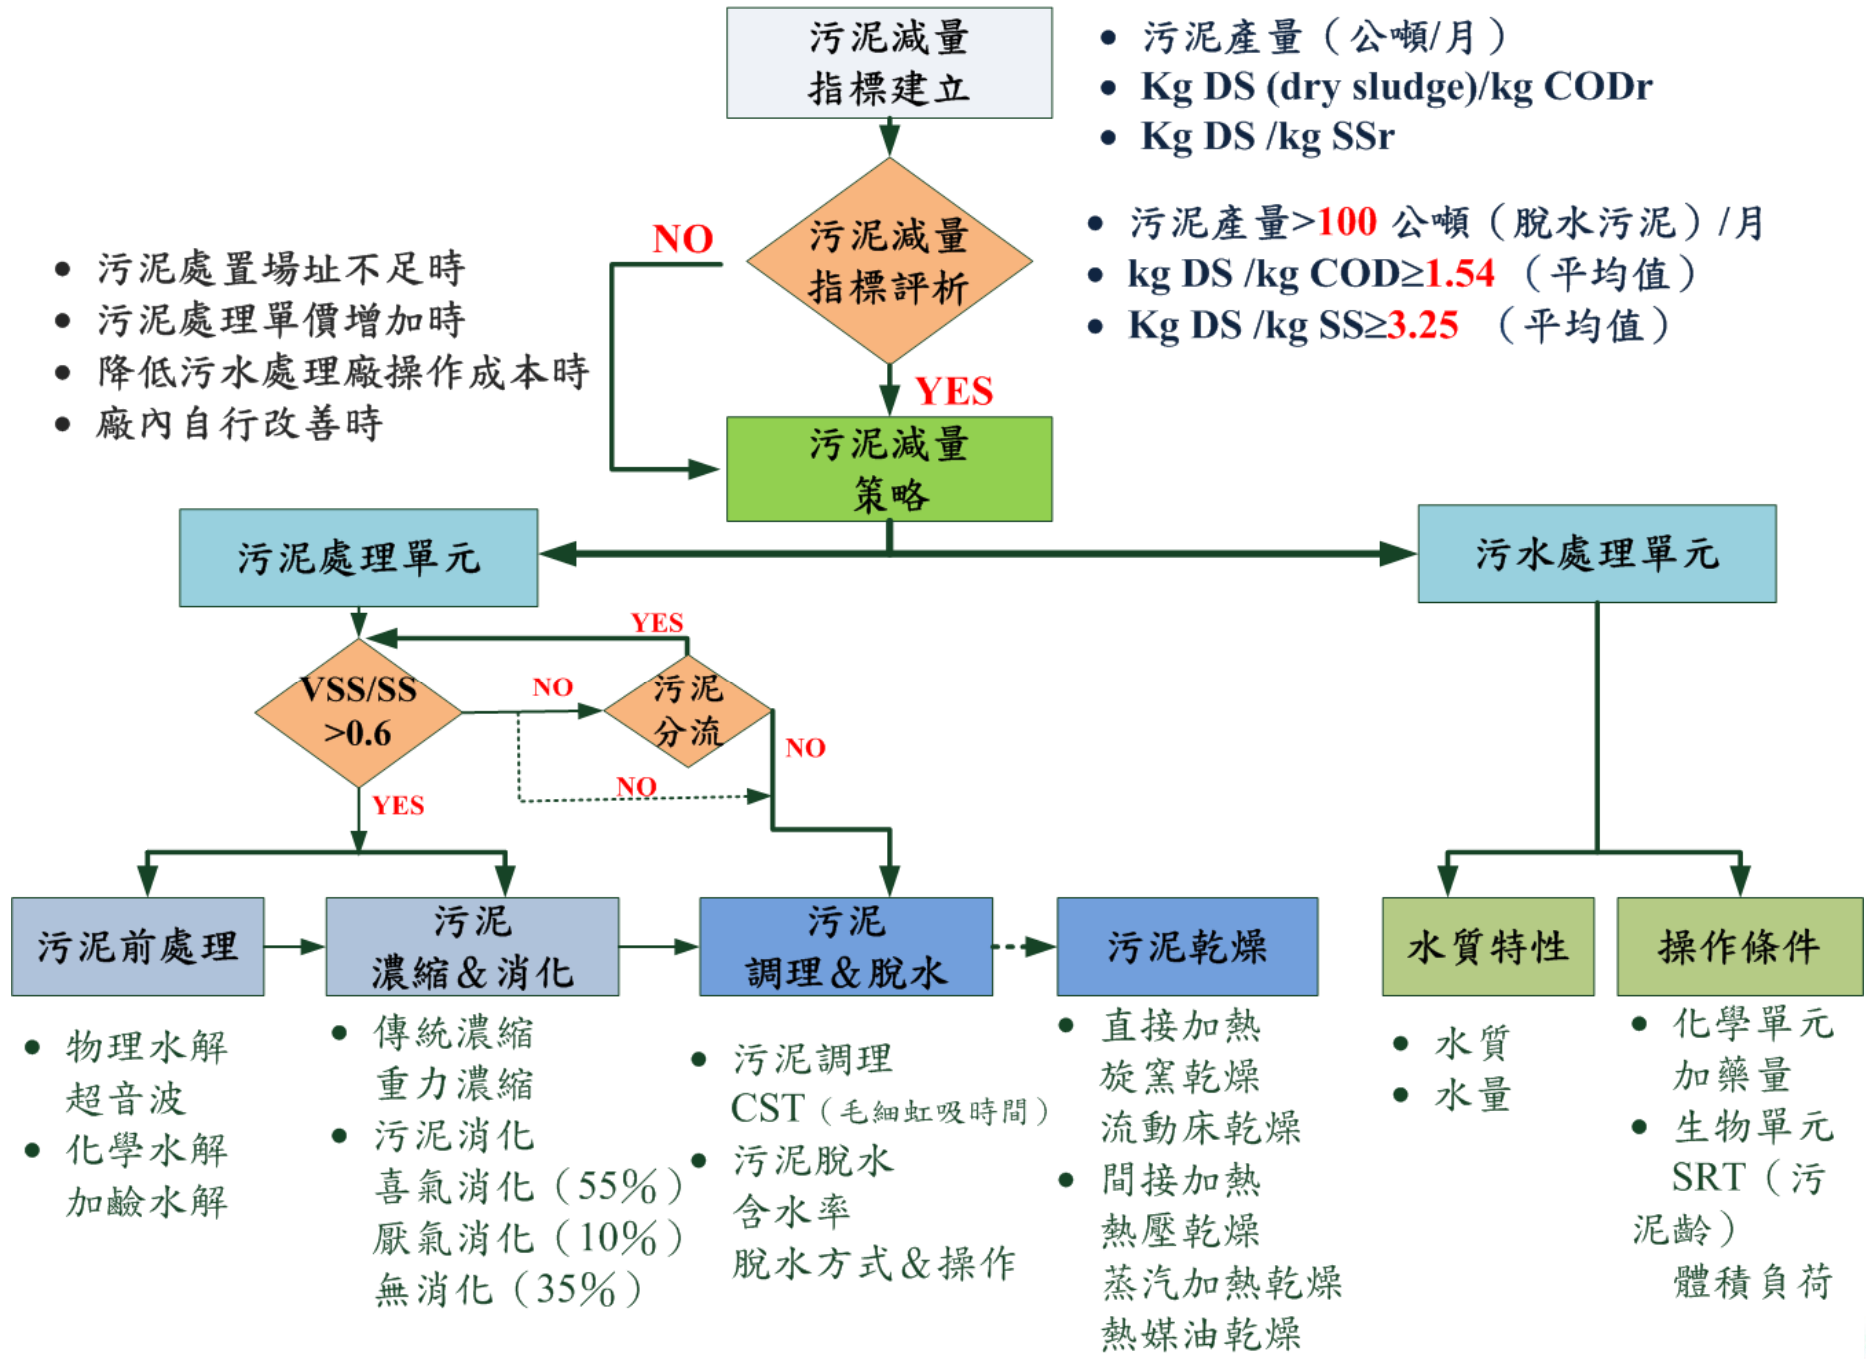 污泥減量
指標建立
• 污泥產量（公噸/月）
• Kg DS (dry sludge)/kg CODr
• Kg DS /kg SSr
污泥減量
指標評析
NO
• 污泥產量>100 公噸（脫水污泥）/月
• kg DS /kg COD≥1.54 （平均值）
• Kg DS /kg SS≥3.25 （平均值）
• 污泥處置場址不足時
• 污泥處理單價增加時
• 降低污水處理廠操作成本時
• 廠內自行改善時
YES
污泥減量
策略
污泥處理單元
污水處理單元
YES
VSS/SS
>0.6
NO
污泥
分流
NO
NO
YES
污泥前處理
污泥
濃縮＆消化
污泥
調理＆脫水
污泥乾燥
水質特性
操作條件
• 物理水解
超音波
• 化學水解
加鹼水解
• 傳統濃縮
重力濃縮
• 污泥消化
喜氣消化（55%）
厭氣消化（10%）
無消化（35%）
• 污泥調理
CST（毛細虹吸時間）
• 污泥脫水
含水率
脫水方式＆操作
• 直接加熱
旋窯乾燥
流動床乾燥
• 間接加熱
熱壓乾燥
蒸汽加熱乾燥
熱媒油乾燥
• 水質
• 水量
• 化學單元
加藥量
• 生物單元
SRT（污
泥齡）
體積負荷